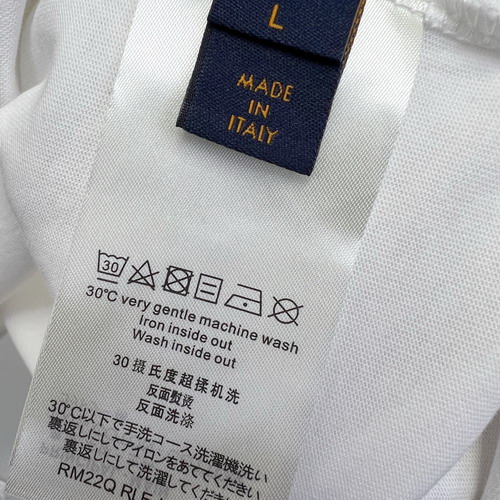 L
MADE
IN
ITALY
30
30℃ very gentle machine wash
Iron inside out
Wash inside out
30 摄氏度超揉机洗
反面熨烫
反面洗涤
30℃以下で手洗コース洗濯機洗い
裏返しにしてアイロンをあててください
裏返しにして洗濯してください
RM22Q RLE